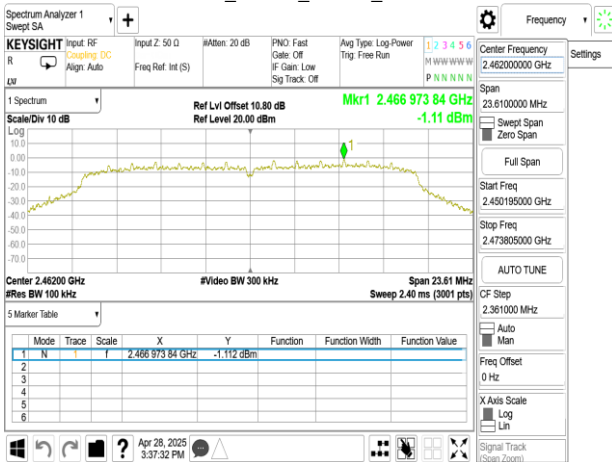 Spectrum Analyzer 1
Swept SA
Frequency
KEYSIGHT
R
LXI
Input: RF
Coupling: DC
Align: Auto
Input Z: 50 Ω
Freq Ref: Int (S)
#Atten: 20 dB
PNO: Fast
Gate: Off
IF Gain: Low
Sig Track: Off
Avg Type: Log-Power
Trig: Free Run
1 2 3 4 5 6
M W W W W W
P N N N N N
Settings
1 Spectrum
Scale/Div 10 dB
Ref Lvl Offset 10.80 dB
Ref Level 20.00 dBm
Mkr1 2.466 973 84 GHz
-1.11 dBm
Log
10.0
0.00
-10.0
-20.0
-30.0
-40.0
-50.0
-60.0
-70.0
1
Center 2.46200 GHz
#Res BW 100 kHz
#Video BW 300 kHz
Span 23.61 MHz
Sweep 2.40 ms (3001 pts)
5 Marker Table
Mode Trace Scale X Y Function Function Width Function Value
1 N 1 f 2.466 973 84 GHz -1.112 dBm
2
3
4
5
6
Apr 28, 2025
3:37:32 PM
Center Frequency
2.462000000 GHz
Span
23.6100000 MHz
Swept Span
Zero Span
Full Span
Start Freq
2.450195000 GHz
Stop Freq
2.473805000 GHz
AUTO TUNE
CF Step
2.361000 MHz
Auto
Man
Freq Offset
0 Hz
X Axis Scale
Log
Lin
Signal Track
(Span Zoom)